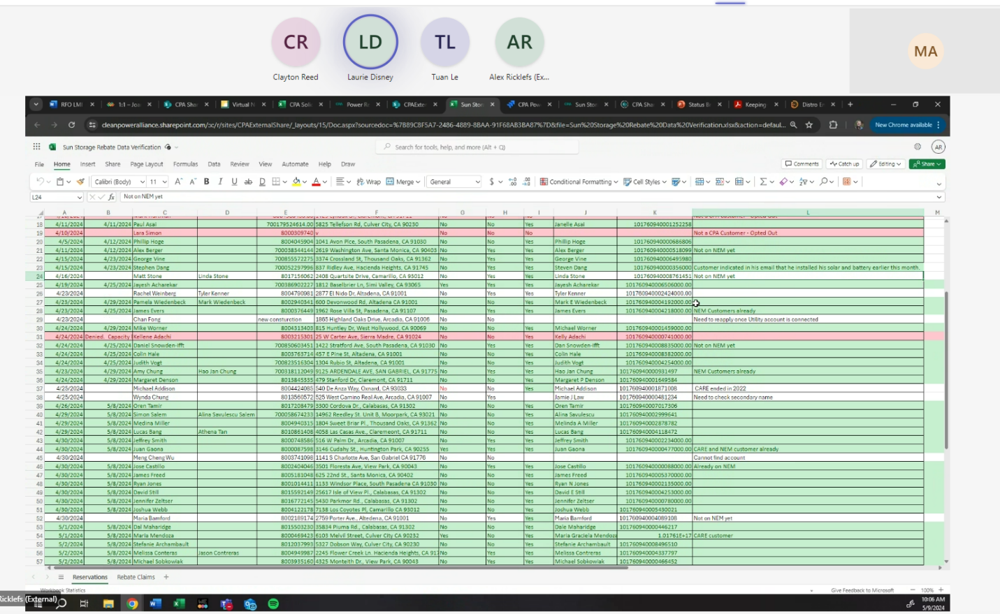 CR LD TL AR MA
Clayton Reed Laurie Disney Tuan Le Alex Ricklefs (Ex...
RFO LMI 1:1 – Joa CPA Sha Virtual N CPA Sola Power Re CPAExte Sun Stor CPA Pow Sun Stor CPA Sha Status B Keeping Distro E
cleanpoweralliance.sharepoint.com/:x:/r/sites/CPAExternalShare/_layouts/15/Doc.aspx?sourcedoc=%7B89C8F5A7-2486-4889-8BAA-91F68AB3BA87%7D&file=Sun%20Storage%20Rebate%20Data%20Verification.xlsx&action=defaul... New Chrome available
Sun Storage Rebate Data Verification Search for tools, help, and more (Alt + Q) AR
File Home Insert Share Page Layout Formulas Data Review View Automate Help Draw Comments Catch up Editing Share
Calibri (Body) 11 B I U ab D Wrap Merge General $ Conditional Formatting Cell Styles
L24 fx Not on NEM yet
A B C D E F G H I J K L M
18 4/11/2024 4/11/2024 Paul Asai 700179524614.00 5825 Tellefson Rd, Culver City, CA 90230 No No Yes Janelle Asai 101760940001252258
19 4/10/2024 Lara Simon 8000309740 v No No No Not a CPA Customer - Opted Out
20 4/5/2024 4/12/2024 Phillip Hoge 8004045904 1041 Avon Plce, South Pasadena, CA 91030 No No Yes Phillip Hoge 101760940000686806
21 4/11/2024 4/12/2024 Alex Berger 700038344144 2619 Washington Ave, Santa Monica, CA 90403 No Yes Yes Alex Berger 101760940000518099 Not on NEM yet
22 4/15/2024 4/23/2024 George Vine 700855572275 3374 Crossland St, Thousand Oaks, CA 91362 No Yes Yes George Vine 101760940006495980
23 4/15/2024 4/23/2024 Stephen Dang 700052297996 837 Ridley Ave, Hacienda Heights, CA 91745 No Yes Yes Steven Dang 101760940000356000 Customer indicated in his email that he installed his solar and battery earlier this month.
24 4/16/2024 Matt Stone Linda Stone 8017156062 2408 Quartsite Drive, Camarillo, CA 93012 No Yes Yes Linda Stone 101760940008761451 Not on NEM yet
25 4/19/2024 4/25/2024 Jayesh Acharekar 700386902227 1812 Baselbrier Ln, Simi Valley, CA 93065 Yes Yes Yes Jayesh Acharekar 101760940006506000.00
26 4/23/2024 Rachel Weinberg Tyler Kenner 8004790981 2877 El Nido Dr, Altadena, CA 91001 No Yes Yes Tyler Kenner 101760940002424000.00
27 4/23/2024 4/29/2024 Pamela Wiedenbeck Mark Wiedenbeck 8002940341 600 Devonwood Rd, Altadena CA 91001 No Yes Yes Mark E Wiedenbeck 101760940004192000.00
28 4/23/2024 4/25/2024 James Evers 8000376449 1962 Rose Villa St, Pasadena, CA 91107 No Yes Yes James Evers 101760940004218000.00 NEM Customers already
29 4/23/2024 Chan Fong new consturction 1865 Highland Oaks Drive, Arcadia, CA 91006 No No Need to reapply once Utility account is connected
30 4/24/2024 4/29/2024 Mike Worner 8004313403 815 Huntley Dr, West Hollywood, CA 90069 No No Yes Michael Worner 101760940001459000.00
31 4/24/2024 Denied. Capacity Kellene Adachi 8003215301 25 W Carter Ave, Sierra Madre, CA 91024 No No Yes Kelly Adachi 101760940000741000.00
32 4/24/2024 4/25/2024 Daniel Snowden-Ifft 700850603451 1422 Stratford Ave, South Pasadena, CA 91030 No Yes Yes Dan Snowden-Ifft 101760940008835000.00 Not on NEM yet
33 4/24/2024 4/25/2024 Colin Hale 8003763714 457 E Pine St, Altadena, CA 91001 No Yes Yes Colin Hale 101760940008382000.00
34 4/24/2024 4/25/2024 Judith Vogt 700823516304 1304 Rubio St, Altadena, CA 91001 No No Yes Judith Vogt 101760940004254000.00
35 4/23/2024 4/29/2024 Amy Chung Hao Jan Chung 700318112049 9125 ARDENDALE AVE, SAN GABRIEL, CA 91775 No Yes Yes Hao Jan Chung 101760940000931497 NEM Customers already
36 4/24/2024 4/29/2024 Margaret Denson 8013845335 479 Stanford Dr, Claremont, CA 91711 No No Yes Margaret P Denson 101760940001649584
37 4/25/2024 Michael Addison 8004424085 540 De Anza Way, Oxnard, CA 93033 No No Yes Michael Addison 101760940001871008 CARE ended in 2022
38 4/25/2024 Wynda Chung 8013560572 525 West Camino Real Ave, Arcadia, CA 91007 No Yes Jamie J Law 101760940000481234 Need to check secondary name
39 4/26/2024 5/8/2024 Oren Tamir 8017208479 3300 Cordova Dr., Calabasas, CA 91302 No No Yes Oren Tamir 101760940007017306
40 4/29/2024 5/8/2024 Simon Salem Alina Savulescu Salem 700058674233 14962 Reedley St. Unit B, Moorpark, CA 93021 No No Yes Alina Savulescu 101760940002999641
41 4/29/2024 5/8/2024 Medina Miller 8004940315 1804 Sweet Briar Pl., Thousand Oaks, CA 91362 No No Yes Melinda A Miller 101760940002878782
42 4/29/2024 5/8/2024 Lucas Bang Athena Tan 8010861408 4058 Las Casas Ave., Claremeont, CA 91711 No No Yes Lucas Bang 101760940004118472
43 4/30/2024 5/8/2024 Jeffrey Smith 8000748586 516 W Palm Dr., Arcadia, CA 91007 No Yes Yes Jeffrey Smith 101760940002234000.00
44 4/30/2024 5/8/2024 Juan Gaona 8000087598 3146 Cudahy St., Huntington Park, CA 90255 Yes Yes Yes Juan Gaona 101760940000477000.00 CARE and NEM customer already
45 4/30/2024 Meng Cheng Wu 8003741098 1141 S Charlotte Ave, San Gabriel CA 91776 No No Cannot find account
46 4/30/2024 5/8/2024 Jose Castillo 8002404046 3501 Floresta Ave, View Park, CA 90043 No Yes Yes Jose Castillo 101760940000088000.00 Already on NEM
47 4/30/2024 5/8/2024 James Freed 8005181048 625 22nd St., Santa Monica, CA 90402 No No Yes James Freed 101760940005370000.00
48 4/30/2024 5/8/2024 Ryan Jones 8001014411 1133 Windsor Place, South Pasadena CA 91030 No No Yes Ryan N Jones 101760940002135000.00
49 4/30/2024 5/8/2024 David Still 8015592149 25617 Isle of View Pl., Calabasas, CA 91302 No No Yes David E Still 101760940004253000.00
50 4/30/2024 5/8/2024 Jennifer Zeltser 8016772145 5430 Parkmor Rd., Calabasas, CA 91302 No No Yes Jennifer Zeltser 101760940000780000.00
51 4/30/2024 5/8/2024 Joshua Webb 8004122178 7138 Los Coyotes Pl, Camarillo CA 93012 No No Yes Joshua Webb 101760940005430021
52 4/30/2024 Maria Bamford 8002189174 2759 Porter Ave., Altedena, CA 91001 No Yes Yes Maria Bamford 101760940004089108 Not on NEM yet
53 5/1/2024 5/8/2024 Dal Maharidge 8015503230 35834 Piuma Rd., Calabasas, CA 91302 No No Yes Dale Maharidge 101760940000446217
54 5/1/2024 5/8/2024 Maria Mendoza 8000469423 6103 Melvil Street, Culver City CA 90232 Yes No Yes Maria Graciela Mendoza 1.01761E+17 CARE customer
55 5/2/2024 5/8/2024 Stefanie Archambault 8012037993 5327 Dobson Way, Culver City, CA 90230 No No Yes Stefanie Archambault 101760940008496510
56 5/2/2024 5/8/2024 Melissa Conteras Jason Contreras 8004949987 2245 Flower Creek Ln. Hacienda Heights, CA 917 No Yes Yes Melissa Contreras 101760940004337797
57 5/2/2024 5/8/2024 Michael Sobkowiak 8003935160 4325 Monteith Dr., View Park, CA 90043 No Yes Yes Michael Sobkowiak 101760940000466452
Reservations Rebate Claims
Workbook Statistics Give Feedback to Microsoft 100%
Ricklefs (External) 10:06 AM
5/9/2024